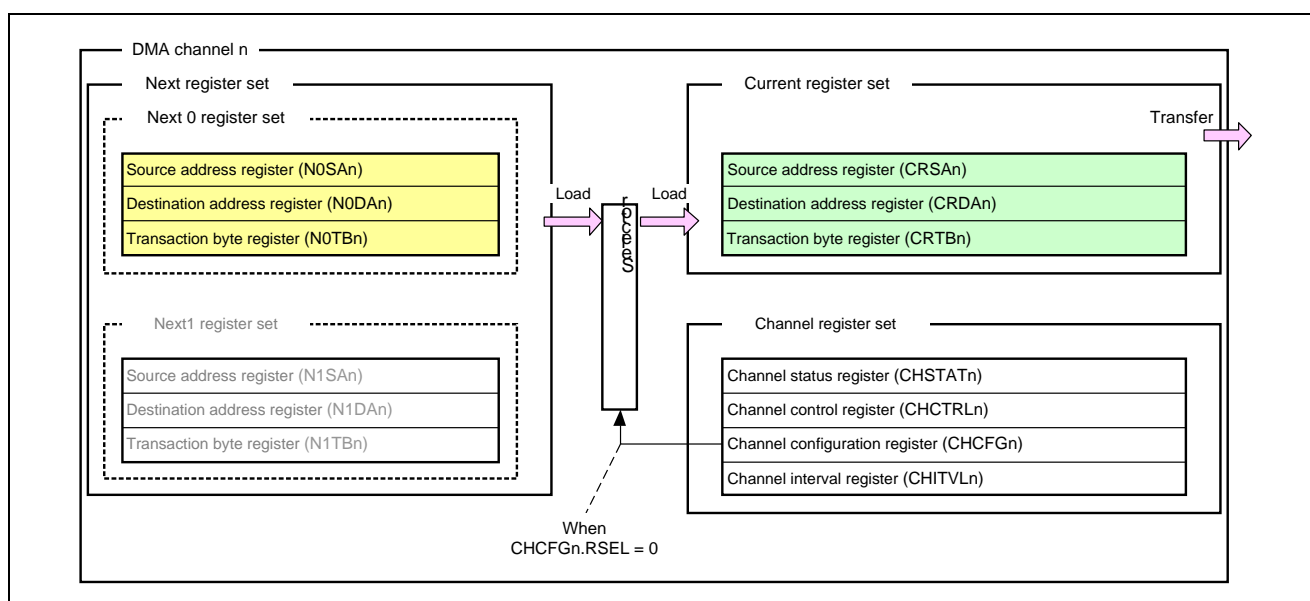 DMA channel n
Next register set
Next 0 register set
Source address register (N0SAn)
Destination address register (N0DAn)
Transaction byte register (N0TBn)
Next1 register set
Source address register (N1SAn)
Destination address register (N1DAn)
Transaction byte register (N1TBn)
Load
Selector
Load
When
CHCFGn.RSEL = 0
Current register set
Transfer
Source address register (CRSAn)
Destination address register (CRDAn)
Transaction byte register (CRTBn)
Channel register set
Channel status register (CHSTATn)
Channel control register (CHCTRLn)
Channel configuration register (CHCFGn)
Channel interval register (CHITVLn)